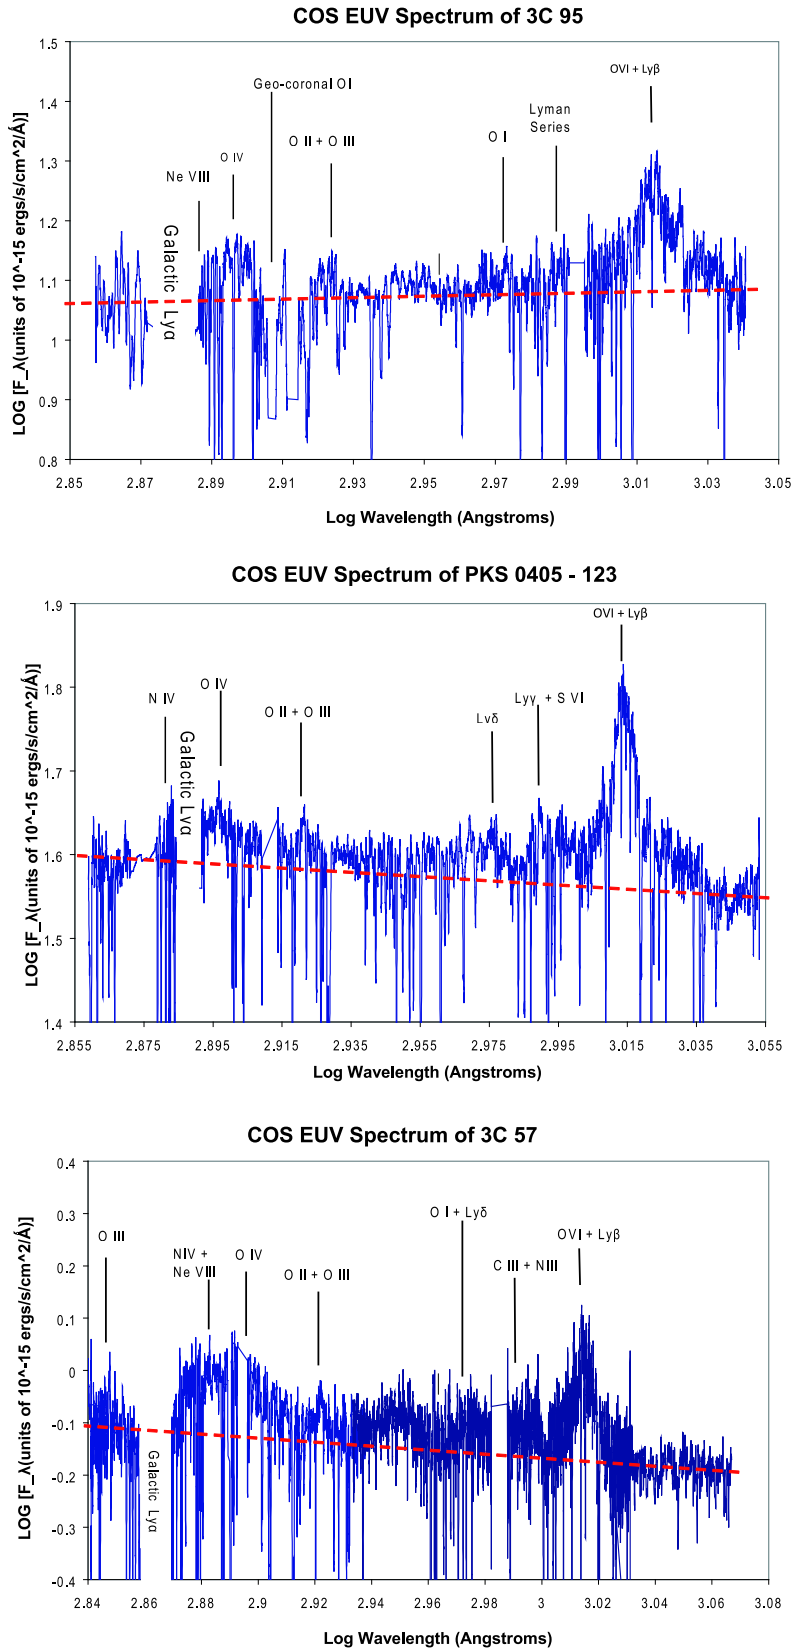 COS EUV Spectrum of 3C 95
LOG [F_λ(units of 10^-15 ergs/s/cm^2/Å)]
1.5
1.4
1.3
1.2
1.1
1
0.9
0.8
OVI + Lyβ
Geo-coronal OI
Lyman
Series
O II + O III
O I
O IV
Ne VIII
Galactic Lyα
2.85 2.87 2.89 2.91 2.93 2.95 2.97 2.99 3.01 3.03 3.05
Log Wavelength (Angstroms)
COS EUV Spectrum of PKS 0405 - 123
LOG [F_λ(units of 10^-15 ergs/s/cm^2/Å)]
1.9
1.8
1.7
1.6
1.5
1.4
OVI + Lyβ
N IV
O IV
O II + O III
Lyδ
Lyγ + S VI
Galactic Lyα
2.855 2.875 2.895 2.915 2.935 2.955 2.975 2.995 3.015 3.035 3.055
Log Wavelength (Angstroms)
COS EUV Spectrum of 3C 57
LOG [F_λ(units of 10^-15 ergs/s/cm^2/Å)]
0.4
0.3
0.2
0.1
0
-0.1
-0.2
-0.3
-0.4
O III
NIV +
Ne VIII
O IV
O II + O III
O I + Lyδ
C III + NIII
OVI + Lyβ
Galactic Lyα
2.84 2.86 2.88 2.9 2.92 2.94 2.96 2.98 3 3.02 3.04 3.06 3.08
Log Wavelength (Angstroms)